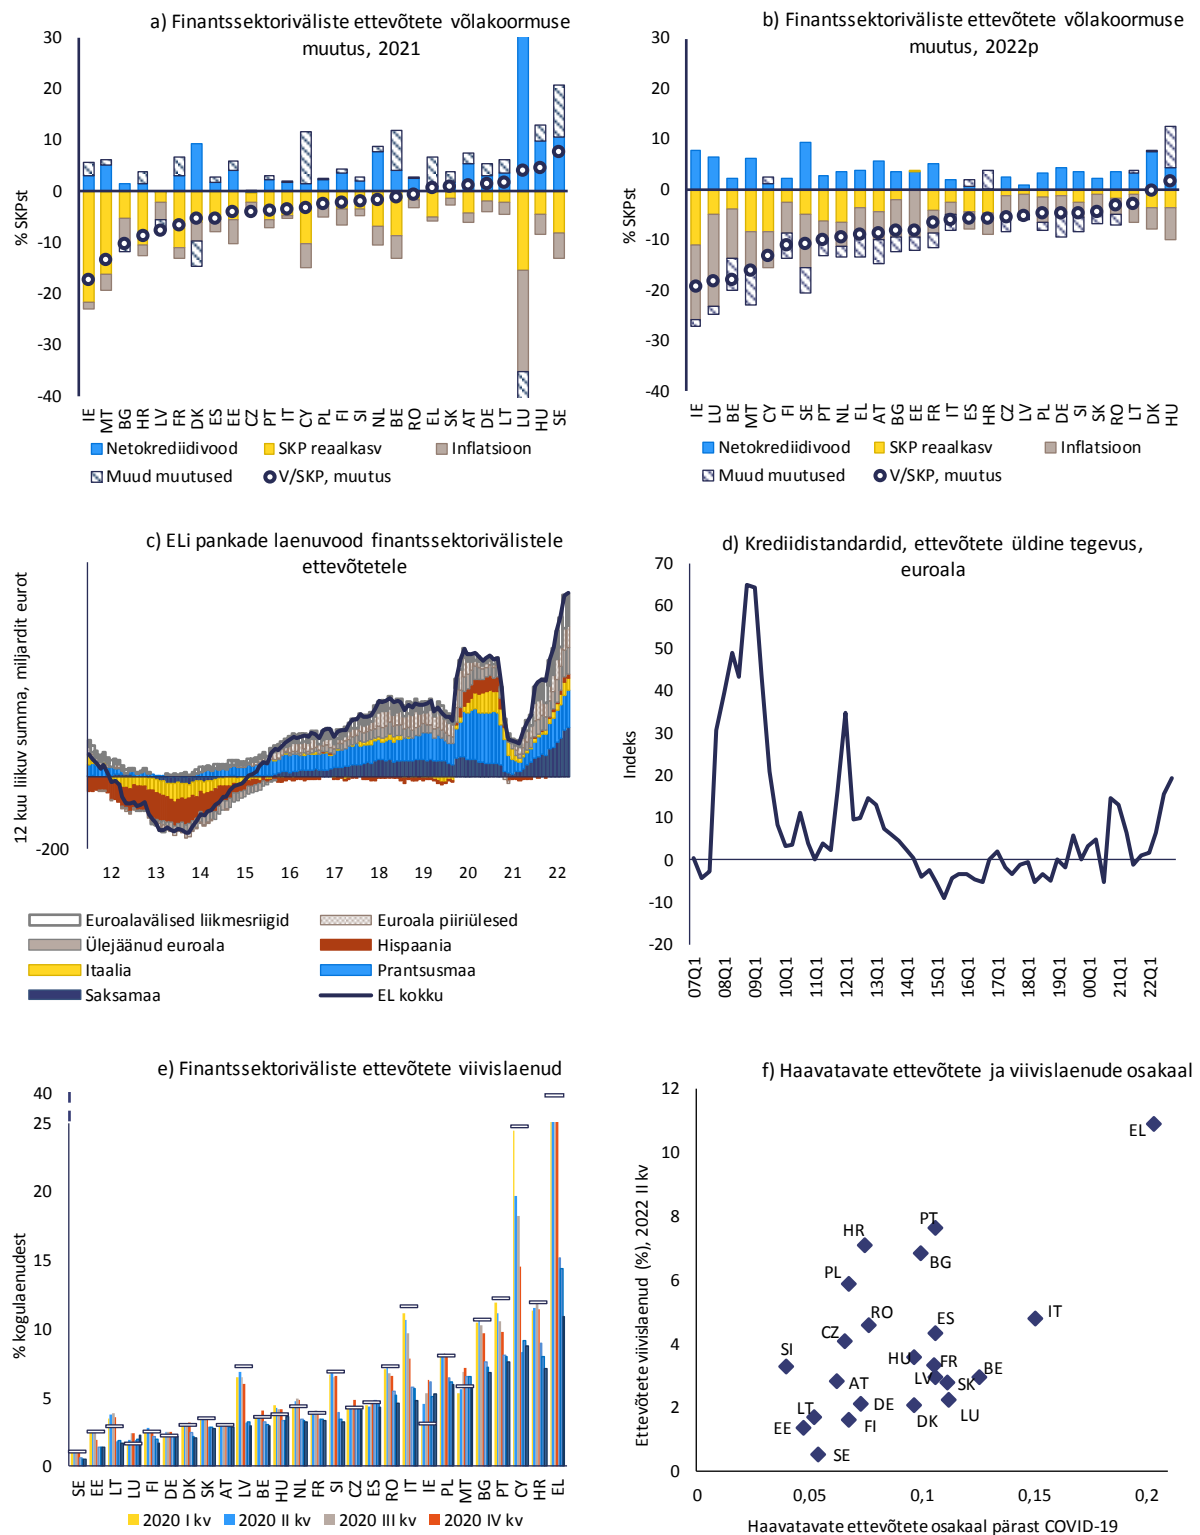 a) Finantssektoriväliste ettevõtete võlakoormuse
muutus, 2021
% SKPst
30
20
10
0
-10
-20
-30
-40
IE MT BG HR LV FR DK ES EE CZ PT IT CY PL FI SI NL BE RO EL SK AT DE LT LU HU SE
Netokrediidivood
SKP reaalkasv
Inflatsioon
Muud muutused
V/SKP, muutus
b) Finantssektoriväliste ettevõtete võlakoormuse
muutus, 2022p
% SKPst
30
20
10
0
-10
-20
-30
-40
IE LU BE MT CY FI SE PT NL EL AT BG EE FR IT ES HR CZ LV PL DE SI SK RO LT DK HU
Netokrediidivood
SKP reaalkasv
Inflatsioon
Muud muutused
V/SKP, muutus
c) ELi pankade laenuvood finantssektorivälistele
ettevõtetele
12 kuu liikuv summa, miljardit eurot
-200
12 13 14 15 16 17 18 19 20 21 22
Euroalavälised liikmesriigid
Euroala piiriülesed
Ülejäänud euroala
Hispaania
Itaalia
Prantsusmaa
Saksamaa
EL kokku
d) Krediidistandardid, ettevõtete üldine tegevus,
euroala
Indeks
70
60
50
40
30
20
10
0
-10
-20
07Q1 08Q1 09Q1 10Q1 11Q1 12Q1 13Q1 14Q1 15Q1 16Q1 17Q1 18Q1 19Q1 00Q1 21Q1 22Q1
e) Finantssektoriväliste ettevõtete viivislaenud
% kogulaenudest
40
25
20
15
10
5
0
SE EE LT LU FI DE DK SK AT LV BE HU NL FR SI CZ ES RO IT IE PL MT BG PT CY HR EL
2020 I kv
2020 II kv
2020 III kv
2020 IV kv
f) Haavatavate ettevõtete ja viivislaenude osakaal
Ettevõtete viivislaenud (%), 2022 II kv
12
10
8
6
4
2
0
EL
PT
HR
BG
PL
RO
ES
IT
CZ
SI
HU
FR
BE
AT
LV
SK
DE
LU
LT
DK
EE
FI
SE
0 0,05 0,1 0,15 0,2
Haavatavate ettevõtete osakaal pärast COVID-19